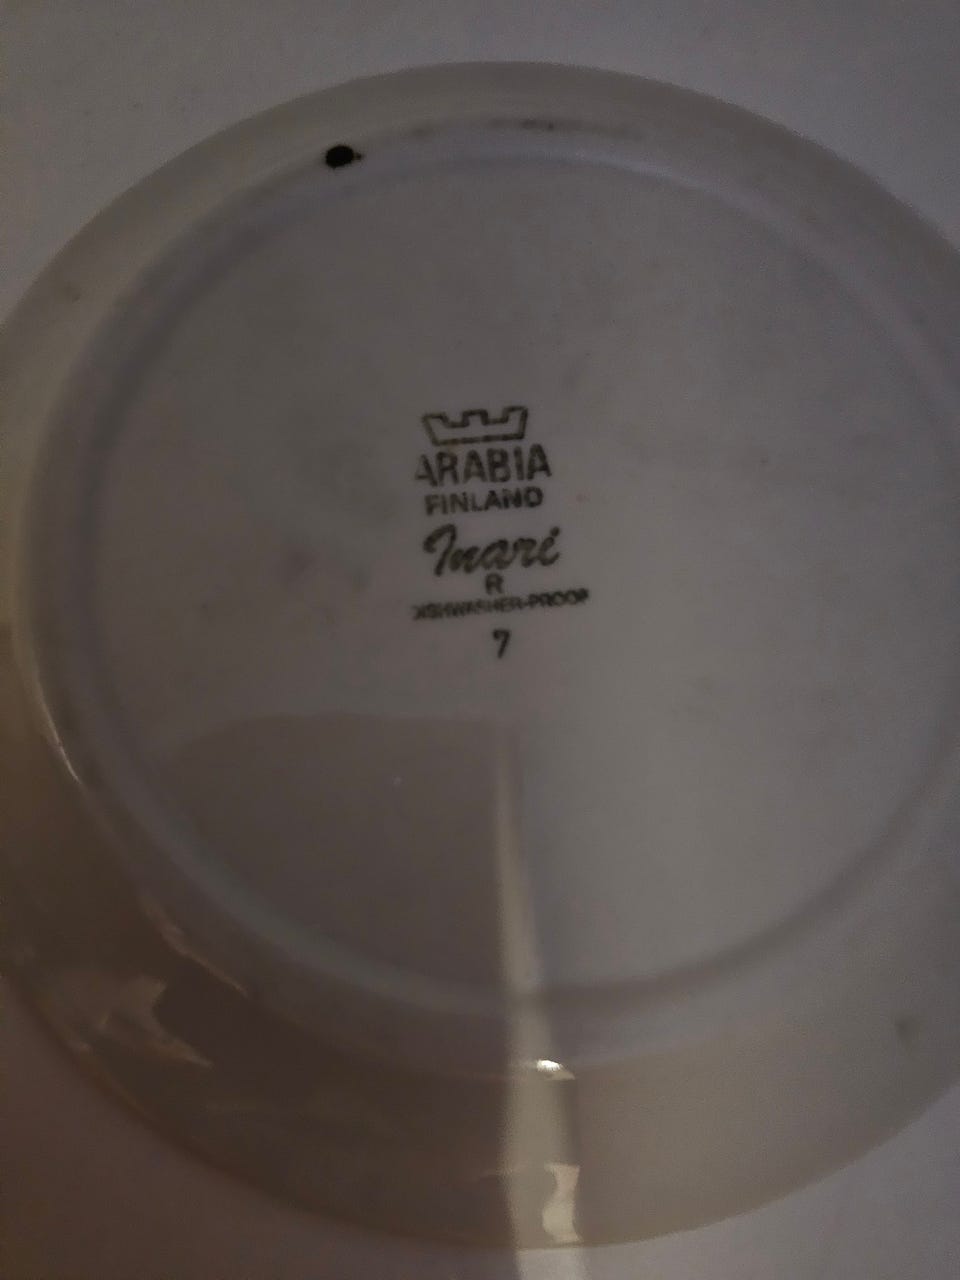 ARABIA
FINLAND
Inari
R
DISHWASHER-PROOF
7